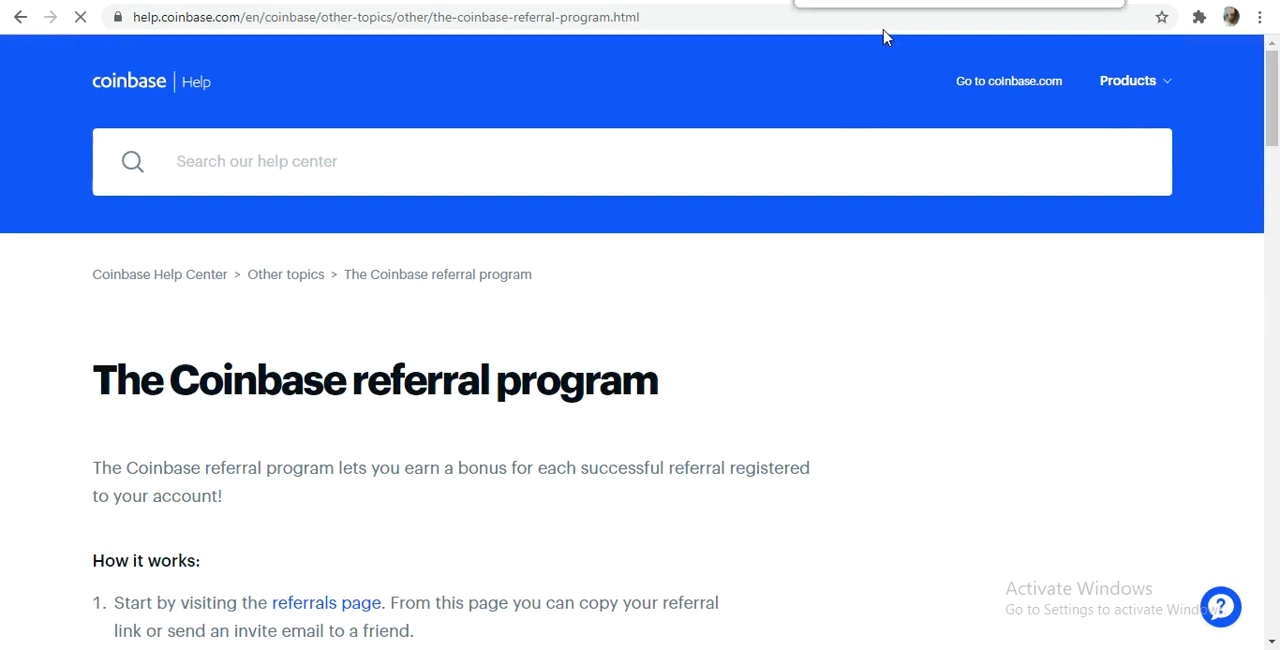 help.coinbase.com/en/coinbase/other-topics/other/the-coinbase-referral-program.html
coinbase | Help
Go to coinbase.com
Products
Search our help center
Coinbase Help Center > Other topics > The Coinbase referral program
The Coinbase referral program
The Coinbase referral program lets you earn a bonus for each successful referral registered
to your account!
How it works:
1. Start by visiting the referrals page. From this page you can copy your referral
link or send an invite email to a friend.
Activate Windows
Go to Settings to activate Windows.